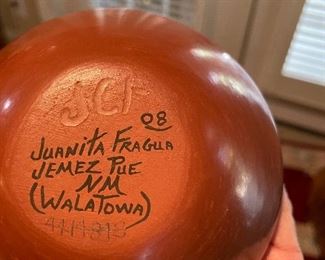 JCF 08
JUANITA FRAGUA
JEMEZ PUE
NM
(WALATOWA)